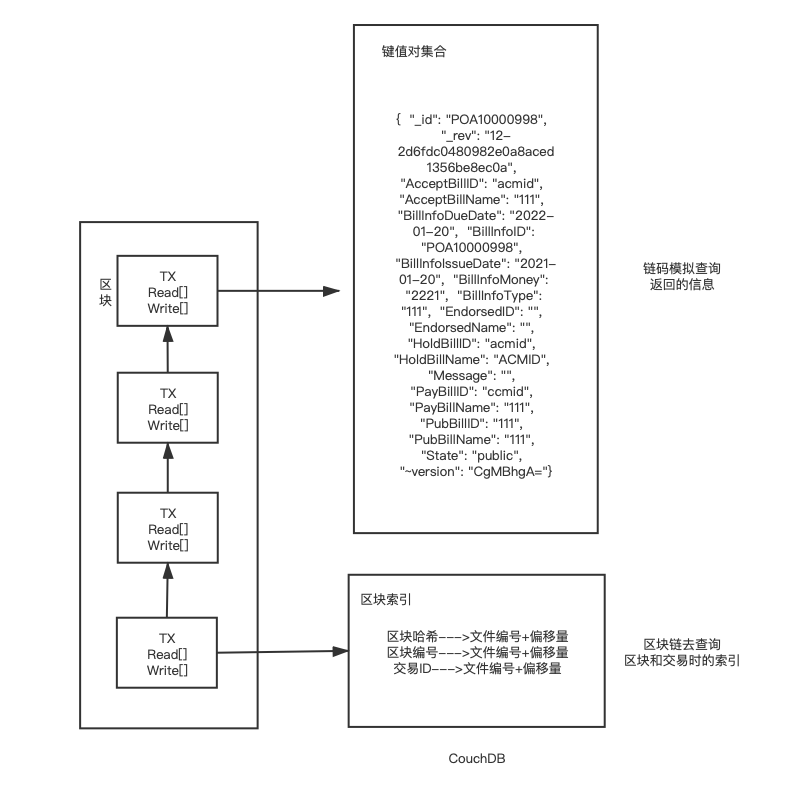 键值对集合
{  "_id": "POA10000998",
"_rev": "12-
2d6fdc0480982e0a8aced
1356be8ec0a",
"AcceptBillID": "acmid",
"AcceptBillName": "111",
"BillInfoDueDate": "2022-
01-20",  "BillInfoID":
"POA10000998",
"BillInfoIssueDate": "2021-
01-20",  "BillInfoMoney":
"2221",  "BillInfoType":
"111",  "EndorsedID": "",
"EndorsedName": "",
"HoldBillID": "acmid",
"HoldBillName": "ACMID",
"Message": "",
"PayBillID": "ccmid",
"PayBillName": "111",
"PubBillID": "111",
"PubBillName": "111",
"State": "public",
"~version": "CgMBhgA="}
链码模拟查询
返回的信息
区
块
TX
Read[]
Write[]
TX
Read[]
Write[]
TX
Read[]
Write[]
TX
Read[]
Write[]
区块索引
区块哈希--->文件编号+偏移量
区块编号--->文件编号+偏移量
交易ID--->文件编号+偏移量
区块链去查询
区块和交易时的索引
CouchDB